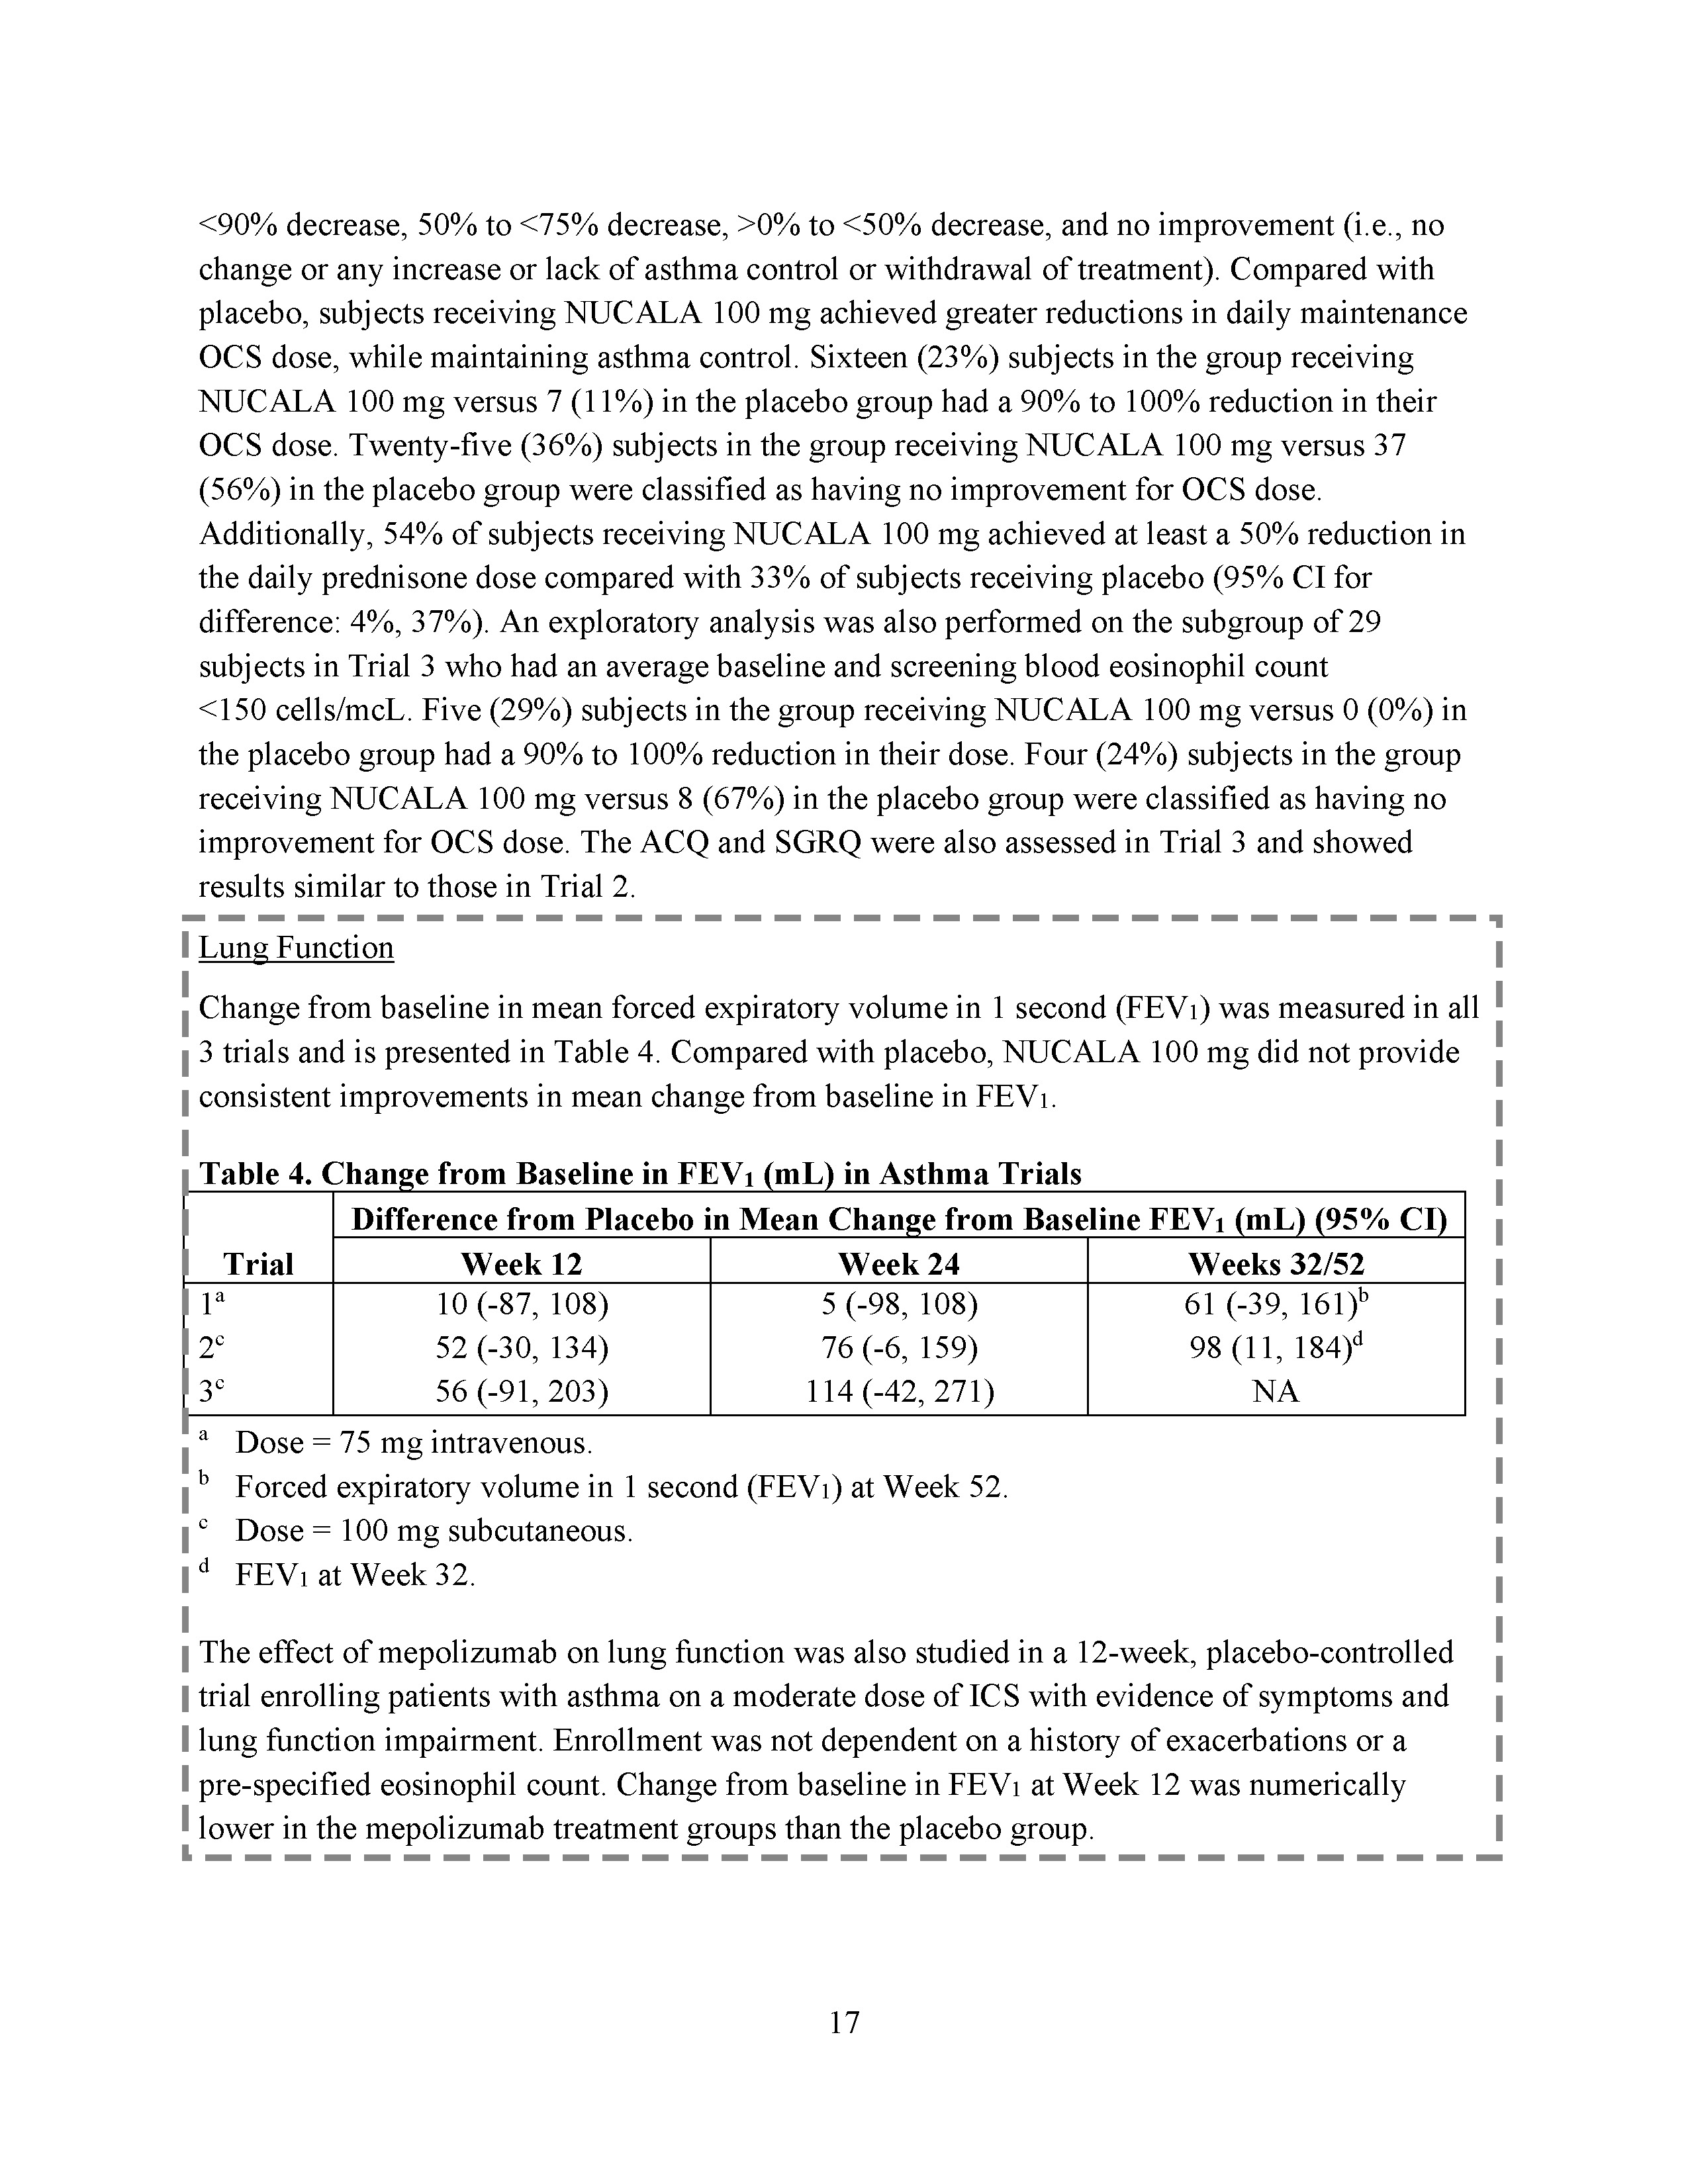 <90% decrease, 50% to <75% decrease, >0% to <50% decrease, and no improvement (i.e., no
change or any increase or lack of asthma control or withdrawal of treatment). Compared with
placebo, subjects receiving NUCALA 100 mg achieved greater reductions in daily maintenance
OCS dose, while maintaining asthma control. Sixteen (23%) subjects in the group receiving
NUCALA 100 mg versus 7 (11%) in the placebo group had a 90% to 100% reduction in their
OCS dose. Twenty-five (36%) subjects in the group receiving NUCALA 100 mg versus 37
(56%) in the placebo group were classified as having no improvement for OCS dose.
Additionally, 54% of subjects receiving NUCALA 100 mg achieved at least a 50% reduction in
the daily prednisone dose compared with 33% of subjects receiving placebo (95% CI for
difference: 4%, 37%). An exploratory analysis was also performed on the subgroup of 29
subjects in Trial 3 who had an average baseline and screening blood eosinophil count
<150 cells/mcL. Five (29%) subjects in the group receiving NUCALA 100 mg versus 0 (0%) in
the placebo group had a 90% to 100% reduction in their dose. Four (24%) subjects in the group
receiving NUCALA 100 mg versus 8 (67%) in the placebo group were classified as having no
improvement for OCS dose. The ACQ and SGRQ were also assessed in Trial 3 and showed
results similar to those in Trial 2.
Lung Function
Change from baseline in mean forced expiratory volume in 1 second (FEV1) was measured in all
3 trials and is presented in Table 4. Compared with placebo, NUCALA 100 mg did not provide
consistent improvements in mean change from baseline in FEV1.
Table 4. Change from Baseline in FEV1 (mL) in Asthma Trials
Difference from Placebo in Mean Change from Baseline FEV1 (mL) (95% CI)
Trial Week 12 Week 24 Weeks 32/52
1a 10 (-87, 108) 5 (-98, 108) 61 (-39, 161)b
2c 52 (-30, 134) 76 (-6, 159) 98 (11, 184)d
3c 56 (-91, 203) 114 (-42, 271) NA
a Dose = 75 mg intravenous.
b Forced expiratory volume in 1 second (FEV1) at Week 52.
c Dose = 100 mg subcutaneous.
d FEV1 at Week 32.
The effect of mepolizumab on lung function was also studied in a 12-week, placebo-controlled
trial enrolling patients with asthma on a moderate dose of ICS with evidence of symptoms and
lung function impairment. Enrollment was not dependent on a history of exacerbations or a
pre-specified eosinophil count. Change from baseline in FEV1 at Week 12 was numerically
lower in the mepolizumab treatment groups than the placebo group.
17